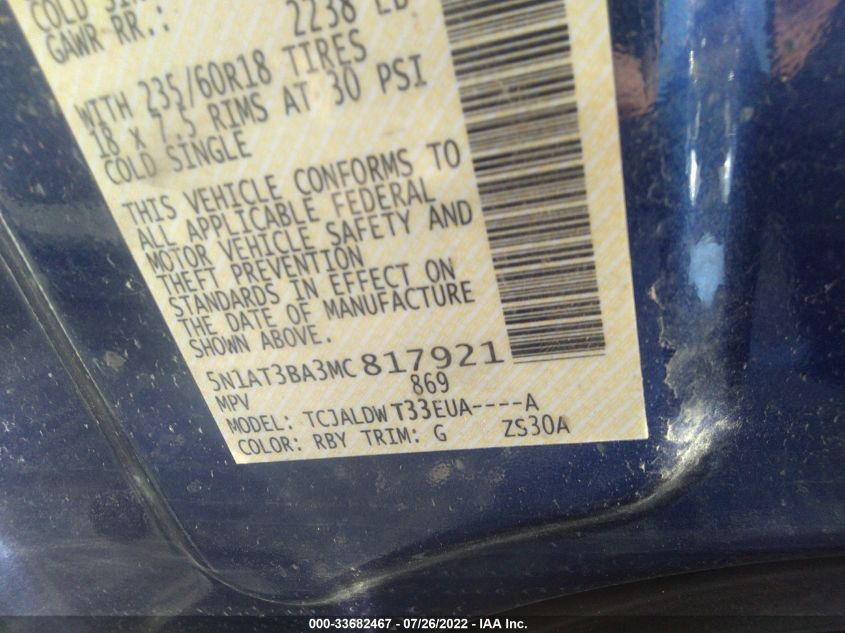 COLD SIN
GAWR RR.: 2238 LB
WITH 235/60R18 TIRES
18 X 7.5 RIMS AT 30 PSI
COLD SINGLE
THIS VEHICLE CONFORMS TO
ALL APPLICABLE FEDERAL
MOTOR VEHICLE SAFETY AND
THEFT PREVENTION
STANDARDS IN EFFECT ON
THE DATE OF MANUFACTURE
SHOWN ABOVE.
5N1AT3BA3MC817921
MPV 869
MODEL: TCJALDWT33EUA----A
COLOR: RBY TRIM: G ZS30A
000-33682467 - 07/26/2022 - IAA Inc.